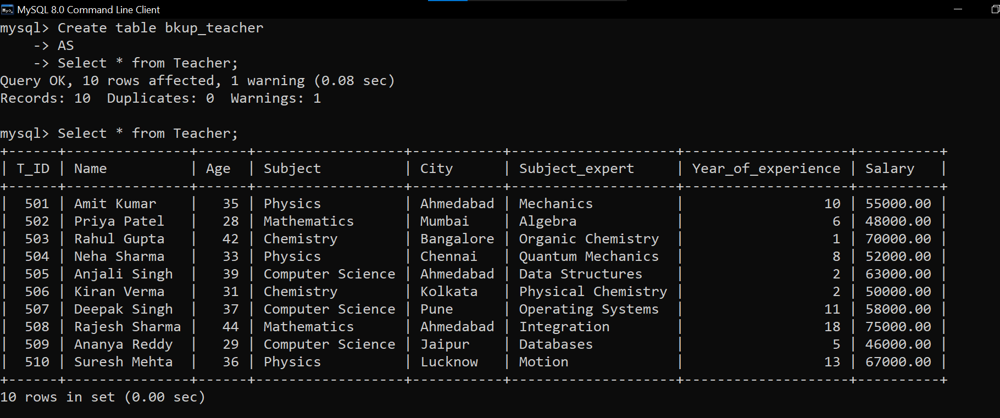 MySQL 8.0 Command Line Client
mysql> Create table bkup_teacher
    -> AS
    -> Select * from Teacher;
Query OK, 10 rows affected, 1 warning (0.08 sec)
Records: 10  Duplicates: 0  Warnings: 1

mysql> Select * from Teacher;
+------+---------------+------+------------------+-----------+--------------------+--------------------+----------+
| T_ID | Name          | Age  | Subject          | City      | Subject_expert     | Year_of_experience | Salary   |
+------+---------------+------+------------------+-----------+--------------------+--------------------+----------+
|  501 | Amit Kumar    |   35 | Physics          | Ahmedabad | Mechanics          |                 10 | 55000.00 |
|  502 | Priya Patel   |   28 | Mathematics      | Mumbai    | Algebra            |                  6 | 48000.00 |
|  503 | Rahul Gupta   |   42 | Chemistry        | Bangalore | Organic Chemistry  |                  1 | 70000.00 |
|  504 | Neha Sharma   |   33 | Physics          | Chennai   | Quantum Mechanics  |                  8 | 52000.00 |
|  505 | Anjali Singh  |   39 | Computer Science | Ahmedabad | Data Structures    |                  2 | 63000.00 |
|  506 | Kiran Verma   |   31 | Chemistry        | Kolkata   | Physical Chemistry |                  2 | 50000.00 |
|  507 | Deepak Singh  |   37 | Computer Science | Pune      | Operating Systems  |                 11 | 58000.00 |
|  508 | Rajesh Sharma |   44 | Mathematics      | Ahmedabad | Integration        |                 18 | 75000.00 |
|  509 | Ananya Reddy  |   29 | Computer Science | Jaipur    | Databases          |                  5 | 46000.00 |
|  510 | Suresh Mehta  |   36 | Physics          | Lucknow   | Motion             |                 13 | 67000.00 |
+------+---------------+------+------------------+-----------+--------------------+--------------------+----------+
10 rows in set (0.00 sec)